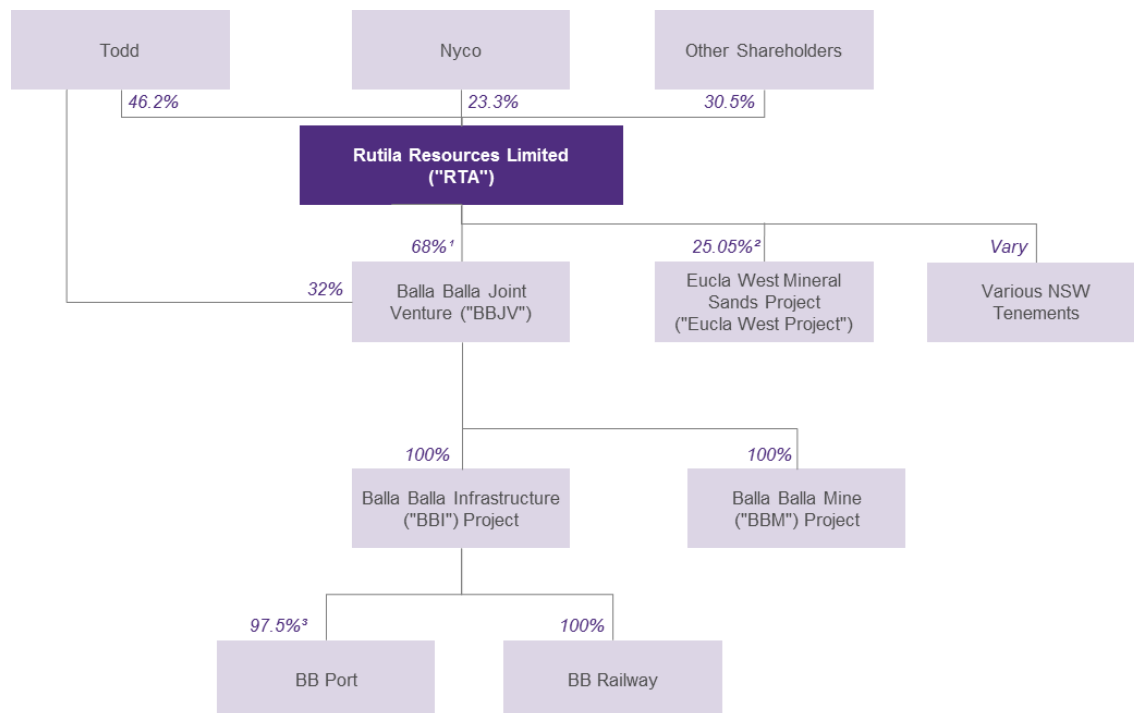 Todd
Nyco
Other Shareholders
46.2%
23.3%
30.5%
Rutila Resources Limited
("RTA")
68%¹
25.05%²
Vary
32%
Balla Balla Joint
Venture ("BBJV")
Eucla West Mineral
Sands Project
("Eucla West Project")
Various NSW
Tenements
100%
100%
Balla Balla Infrastructure
("BBI") Project
Balla Balla Mine
("BBM") Project
97.5%³
100%
BB Port
BB Railway